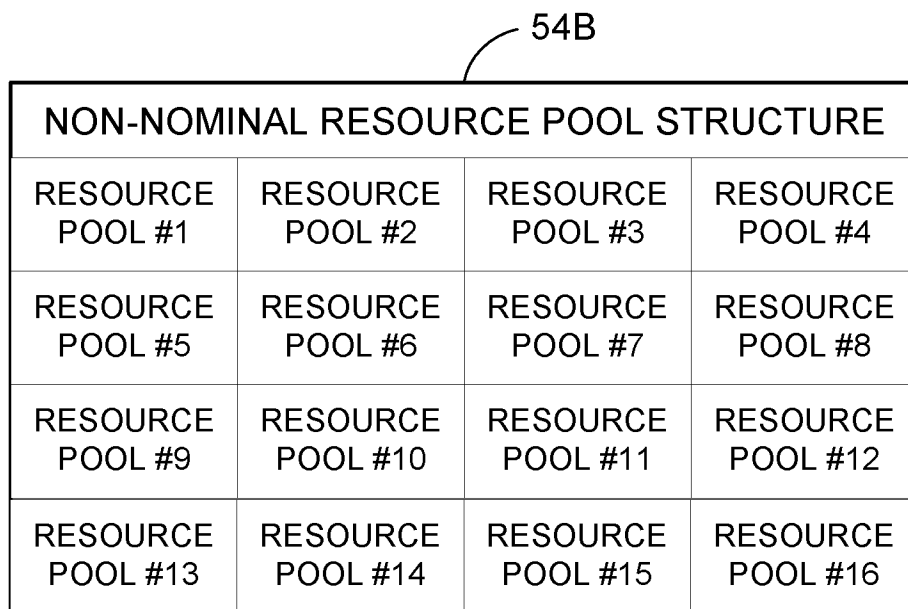 54B
NON-NOMINAL RESOURCE POOL STRUCTURE
RESOURCE POOL #1
RESOURCE POOL #2
RESOURCE POOL #3
RESOURCE POOL #4
RESOURCE POOL #5
RESOURCE POOL #6
RESOURCE POOL #7
RESOURCE POOL #8
RESOURCE POOL #9
RESOURCE POOL #10
RESOURCE POOL #11
RESOURCE POOL #12
RESOURCE POOL #13
RESOURCE POOL #14
RESOURCE POOL #15
RESOURCE POOL #16